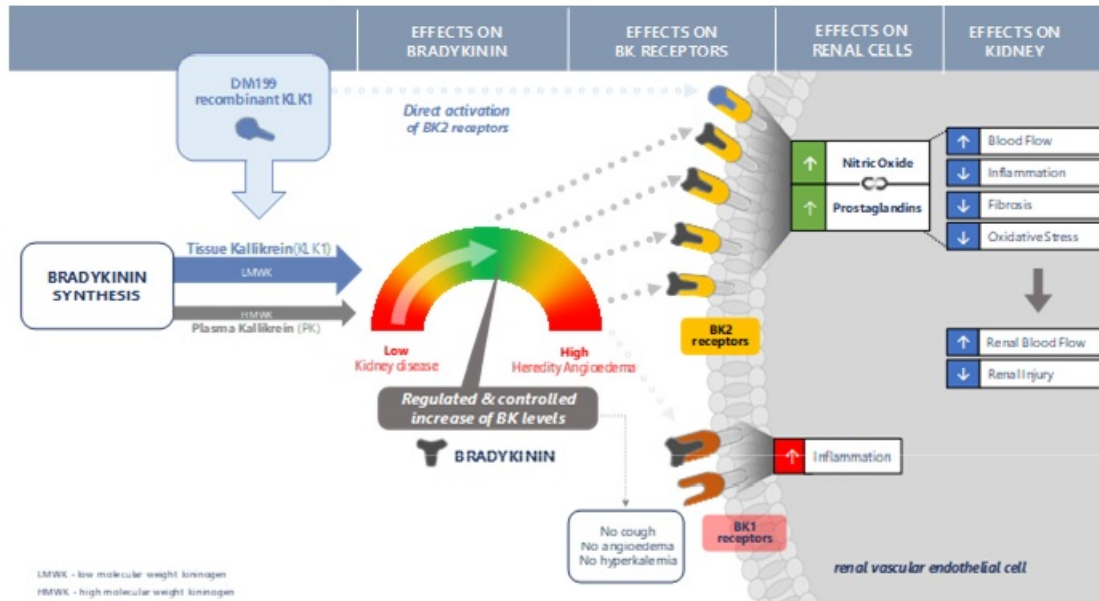 EFFECTS ON
BRADYKININ
EFFECTS ON
BK RECEPTORS
EFFECTS ON
RENAL CELLS
EFFECTS ON
KIDNEY
DM199
recombinant KLK1
Direct activation
of BK2 receptors
BRADYKININ
SYNTHESIS
Tissue Kallikrein (KLK1)
LMWK
HMWK
Plasma Kallikrein (PK)
Low
Kidney disease
High
Heredity Angioedema
Regulated & controlled
increase of BK levels
BRADYKININ
No cough
No angioedema
No hyperkalemia
BK2
receptors
BK1
receptors
Nitric Oxide
Prostaglandins
Inflammation
Blood Flow
Inflammation
Fibrosis
Oxidative Stress
Renal Blood Flow
Renal Injury
renal vascular endothelial cell
LMWK - low molecular weight kininogen
HMWK - high molecular weight kininogen